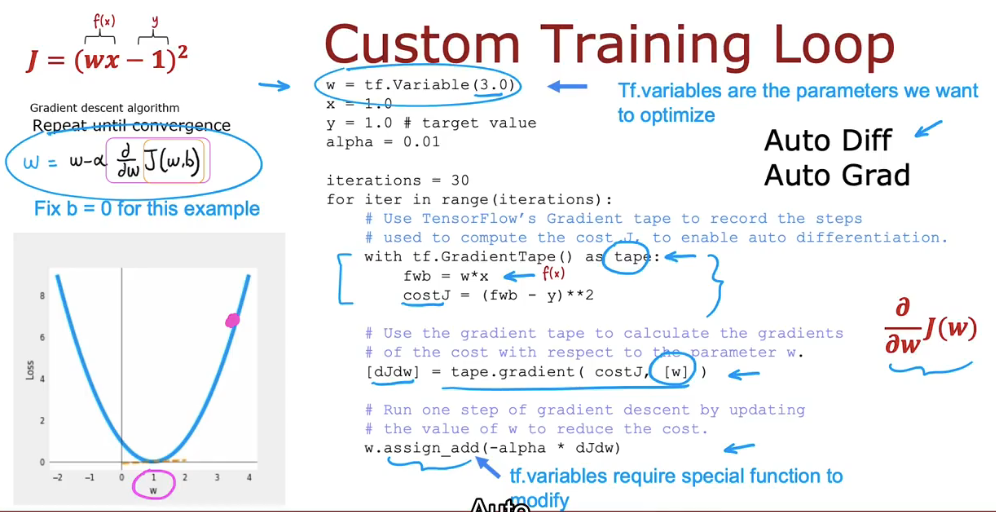 f(x) y
J = (wx − 1)²
Custom Training Loop
Gradient descent algorithm
Repeat until convergence
w = w-α ∂/∂w J(w,b)
Fix b = 0 for this example
w = tf.Variable(3.0)
x = 1.0
y = 1.0 # target value
alpha = 0.01
Tf.variables are the parameters we want
to optimize
Auto Diff
Auto Grad
iterations = 30
for iter in range(iterations):
# Use TensorFlow's Gradient tape to record the steps
# used to compute the cost J, to enable auto differentiation.
with tf.GradientTape() as tape:
fwb = w*x f(x)
costJ = (fwb - y)**2
# Use the gradient tape to calculate the gradients
# of the cost with respect to the parameter w.
[dJdw] = tape.gradient( costJ, [w] )
∂/∂w J(w)
# Run one step of gradient descent by updating
# the value of w to reduce the cost.
w.assign_add(-alpha * dJdw)
tf.variables require special function to
modify
Auto
Loss
8
6
4
2
0
−2 −1 0 1 2 3 4
w